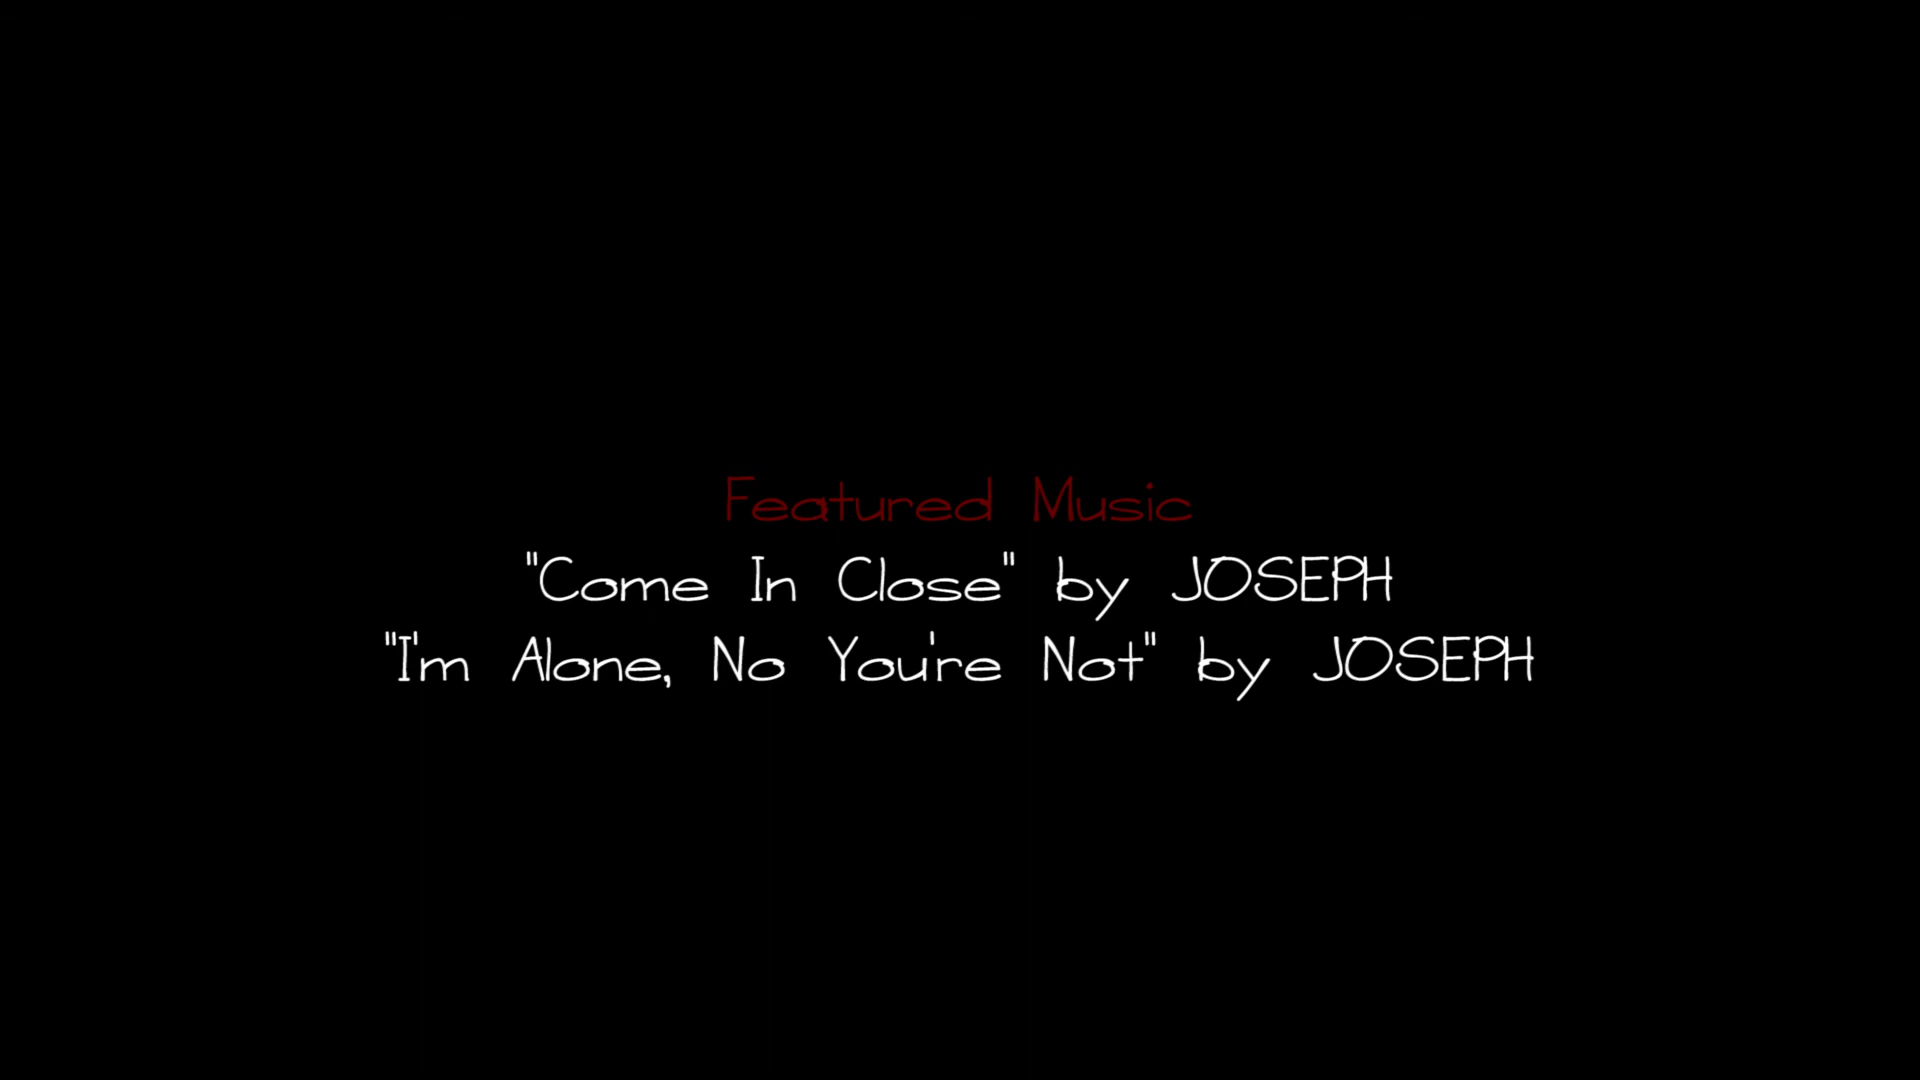 Featured Music
"Come In Close" by JOSEPH
"I'm Alone, No You're Not" by JOSEPH